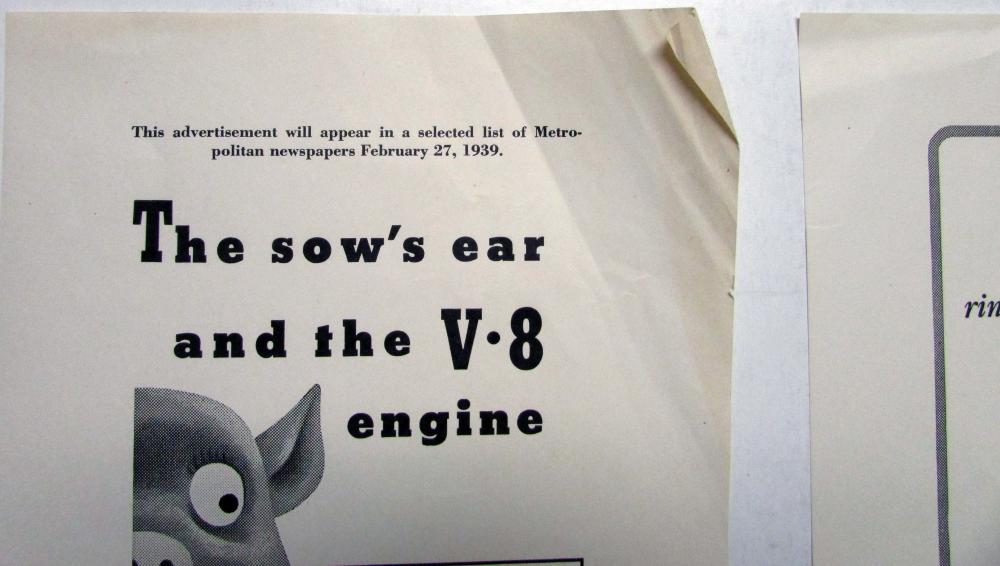 This advertisement will appear in a selected list of Metro-
politan newspapers February 27, 1939.
The sow's ear
and the V·8
engine
rin